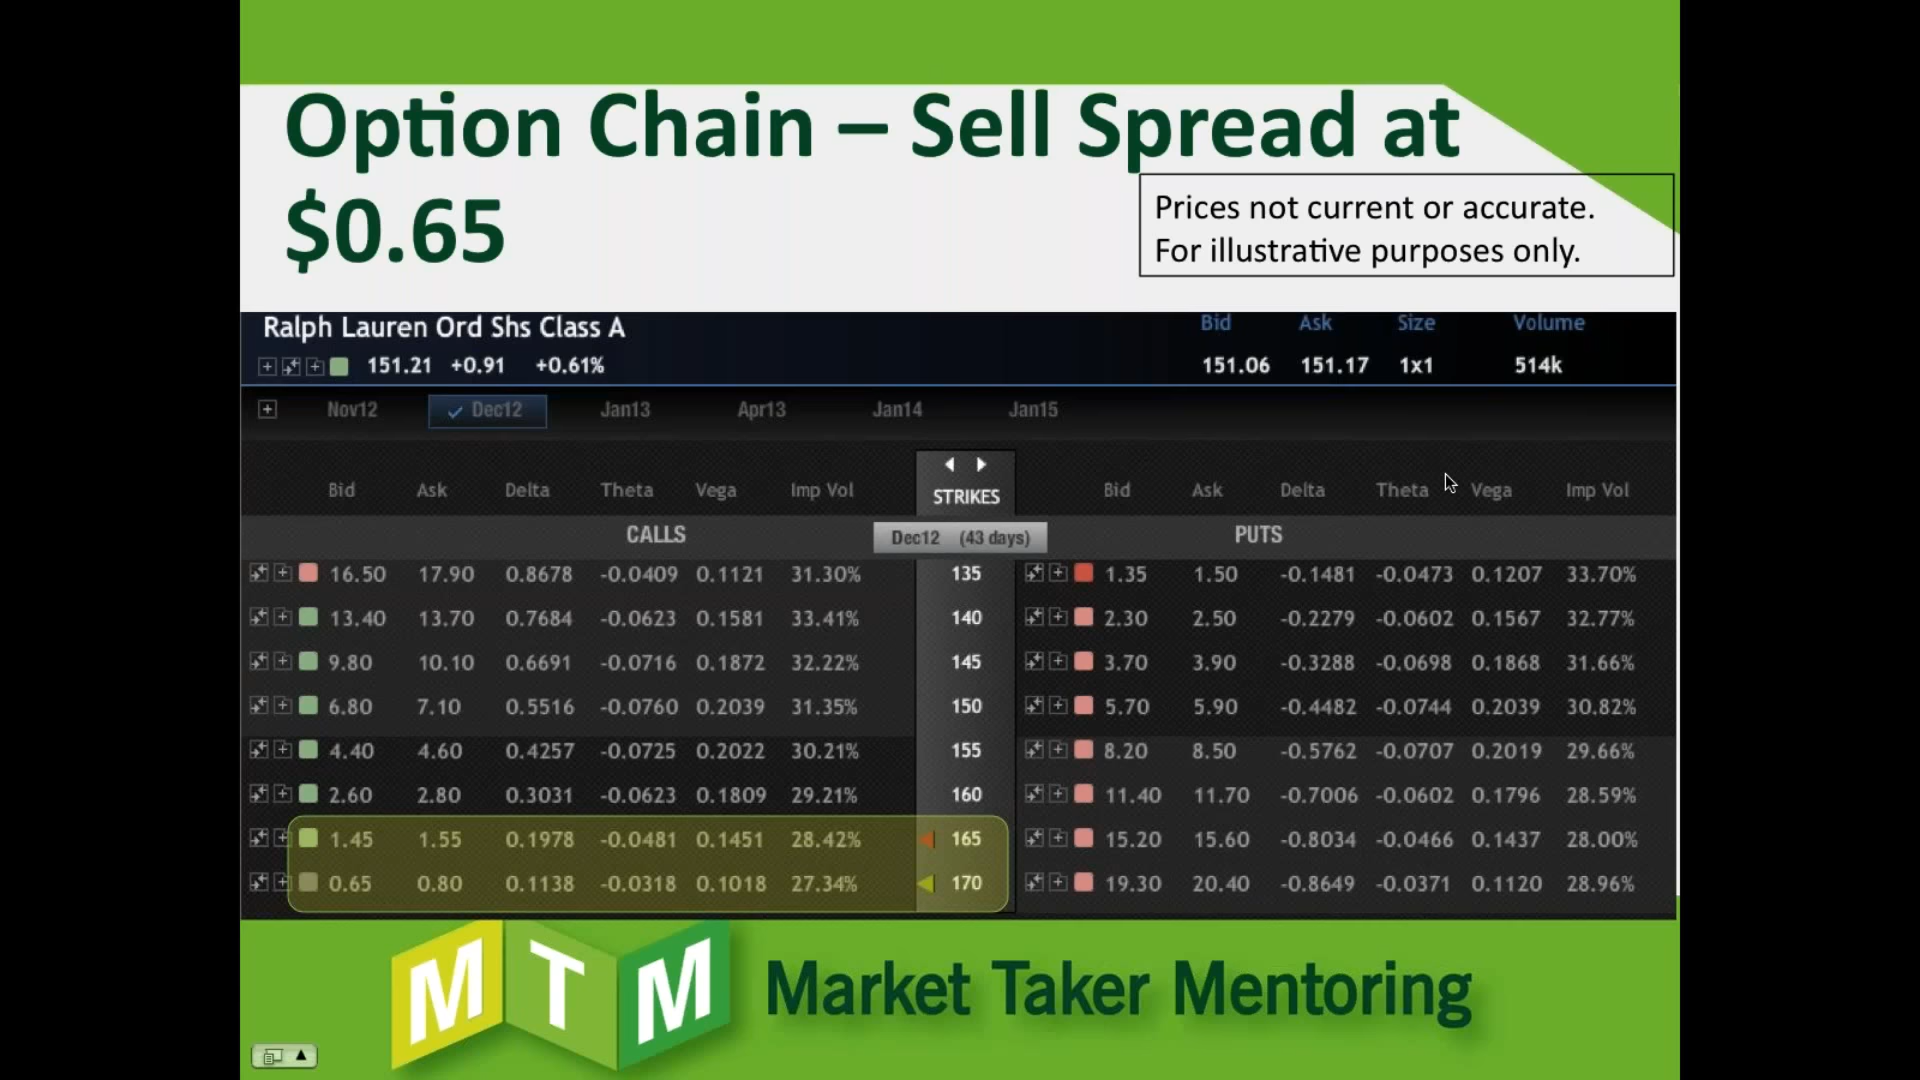 Option Chain – Sell Spread at
$0.65
Prices not current or accurate.
For illustrative purposes only.
Ralph Lauren Ord Shs Class A
Bid Ask Size Volume
151.21 +0.91 +0.61% 151.06 151.17 1x1 514k
Nov12 Dec12 Jan13 Apr13 Jan14 Jan15
Bid Ask Delta Theta Vega Imp Vol STRIKES Bid Ask Delta Theta Vega Imp Vol
CALLS Dec12 (43 days) PUTS
16.50 17.90 0.8678 -0.0409 0.1121 31.30% 135 1.35 1.50 -0.1481 -0.0473 0.1207 33.70%
13.40 13.70 0.7684 -0.0623 0.1581 33.41% 140 2.30 2.50 -0.2279 -0.0602 0.1567 32.77%
9.80 10.10 0.6691 -0.0716 0.1872 32.22% 145 3.70 3.90 -0.3288 -0.0698 0.1868 31.66%
6.80 7.10 0.5516 -0.0760 0.2039 31.35% 150 5.70 5.90 -0.4482 -0.0744 0.2039 30.82%
4.40 4.60 0.4257 -0.0725 0.2022 30.21% 155 8.20 8.50 -0.5762 -0.0707 0.2019 29.66%
2.60 2.80 0.3031 -0.0623 0.1809 29.21% 160 11.40 11.70 -0.7006 -0.0602 0.1796 28.59%
1.45 1.55 0.1978 -0.0481 0.1451 28.42% 165 15.20 15.60 -0.8034 -0.0466 0.1437 28.00%
0.65 0.80 0.1138 -0.0318 0.1018 27.34% 170 19.30 20.40 -0.8649 -0.0371 0.1120 28.96%
MTM Market Taker Mentoring